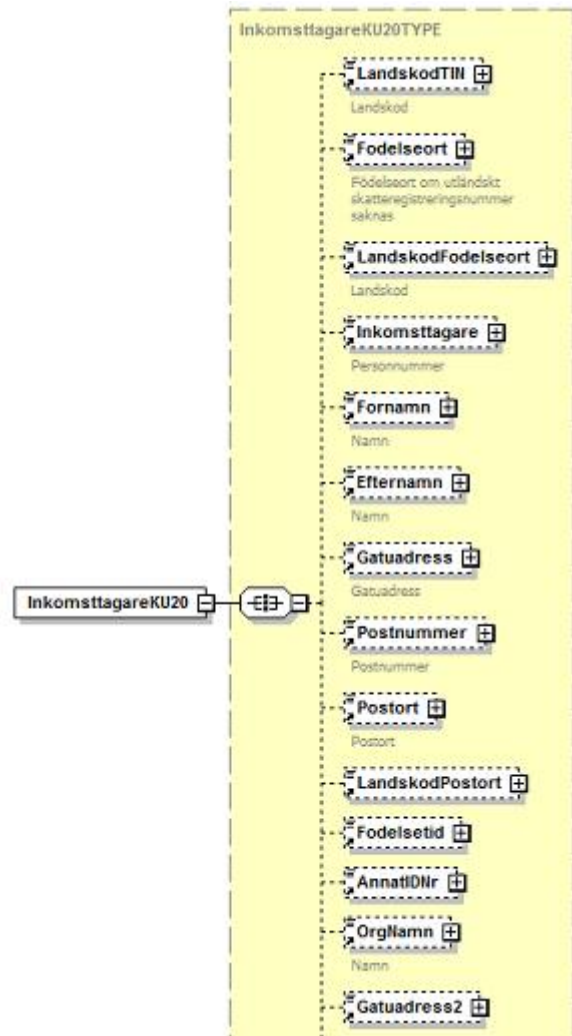 InkomsttagareKU20TYPE
LandskodTIN
Landskod
Fodelseort
Födelseort om utländskt
skatteregistreringsnummer
saknas
LandskodFodelseort
Landskod
Inkomsttagare
Personnummer
Fornamn
Namn
Efternamn
Namn
Gatuadress
Gatuadress
InkomsttagareKU20
Postnummer
Postnummer
Postort
Postort
LandskodPostort
Fodelsetid
AnnatIDNr
OrgNamn
Namn
Gatuadress2